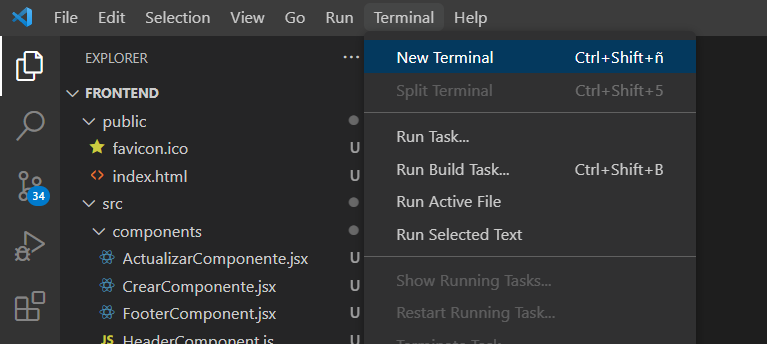 File Edit Selection View Go Run Terminal Help
EXPLORER
FRONTEND
public
favicon.ico U
index.html U
src
components
ActualizarComponente.jsx U
CrearComponente.jsx U
FooterComponent.jsx U
HeaderComponent.js U
34
New Terminal Ctrl+Shift+ñ
Split Terminal Ctrl+Shift+5
Run Task...
Run Build Task... Ctrl+Shift+B
Run Active File
Run Selected Text
Show Running Tasks...
Restart Running Task...
Terminate Task...